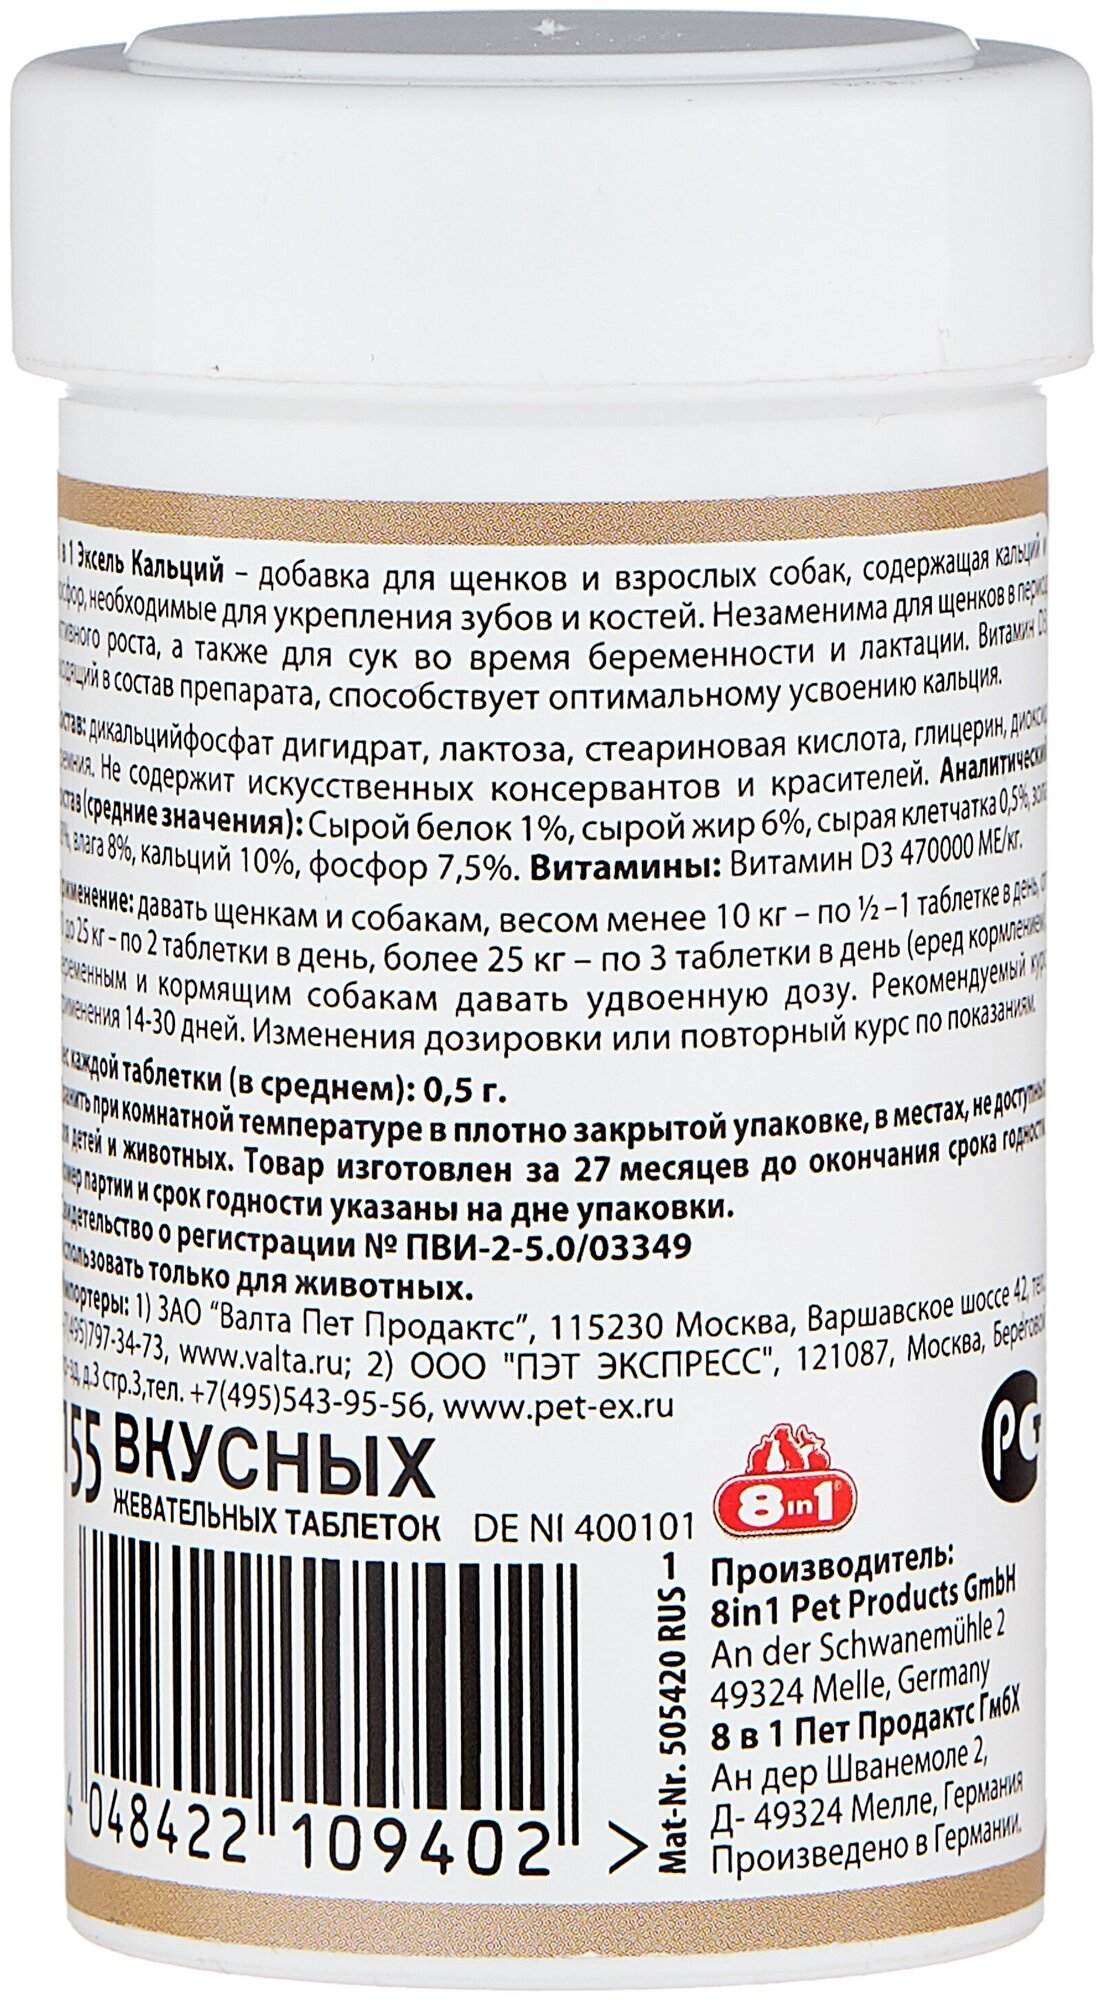 в 1 Эксель Кальций – добавка для щенков и взрослых собак, содержащая кальций и
необходимые для укрепления зубов и костей. Незаменима для щенков в период
роста, а также для сук во время беременности и лактации. Витамин D3,
в состав препарата, способствует оптимальному усвоению кальция.
дикальцийфосфат дигидрат, лактоза, стеариновая кислота, глицерин, диоксид
Не содержит искусственных консервантов и красителей. Аналитический
(средние значения): Сырой белок 1%, сырой жир 6%, сырая клетчатка 0,5%, зола
влага 8%, кальций 10%, фосфор 7,5%. Витамины: Витамин D3 470000 МЕ/кг.
давать щенкам и собакам, весом менее 10 кг – по ½ –1 таблетке в день, от
до 25 кг – по 2 таблетки в день, более 25 кг – по 3 таблетки в день (еред кормлением)
и кормящим собакам давать удвоенную дозу. Рекомендуемый курс
14-30 дней. Изменения дозировки или повторный курс по показаниям.
каждой таблетки (в среднем): 0,5 г.
при комнатной температуре в плотно закрытой упаковке, в местах, не доступных
детей и животных. Товар изготовлен за 27 месяцев до окончания срока годности.
партии и срок годности указаны на дне упаковки.
о регистрации № ПВИ-2-5.0/03349
только для животных.
1) ЗАО "Валта Пет Продактс", 115230 Москва, Варшавское шоссе 42, тел.
(495)797-34-73, www.valta.ru; 2) ООО "ПЭТ ЭКСПРЕСС", 121087, Москва, Береговой
д.3 стр.3,тел. +7(495)543-95-56, www.pet-ex.ru
155 ВКУСНЫХ
ЖЕВАТЕЛЬНЫХ ТАБЛЕТОК DE NI 400101
8in1
РСТ
4 048422 109402 >
Mat-Nr. 505420 RUS – 1
Производитель:
8in1 Pet Products GmbH
An der Schwanemühle 2
49324 Melle, Germany
8 в 1 Пет Продактс ГмбХ
Ан дер Шванемоле 2,
Д- 49324 Мелле, Германия
Произведено в Германии.